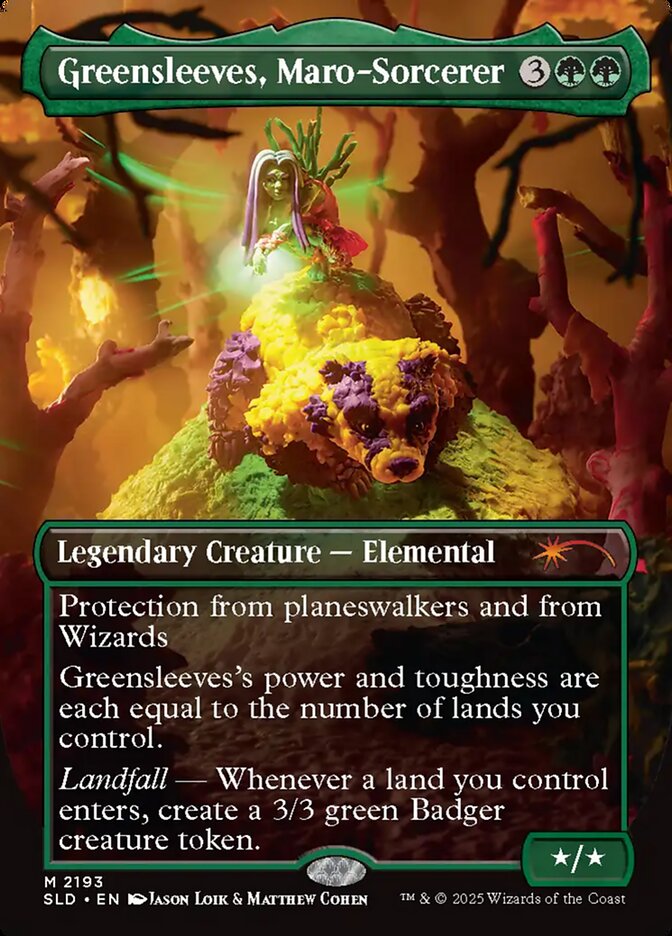 Greensleeves, Maro-Sorcerer 3
Legendary Creature — Elemental
Protection from planeswalkers and from
Wizards
Greensleeves's power and toughness are
each equal to the number of lands you
control.
Landfall — Whenever a land you control
enters, create a 3/3 green Badger
creature token.
★/★
M 2193
SLD • EN Jason Loik & Matthew Cohen
™ & © 2025 Wizards of the Coast